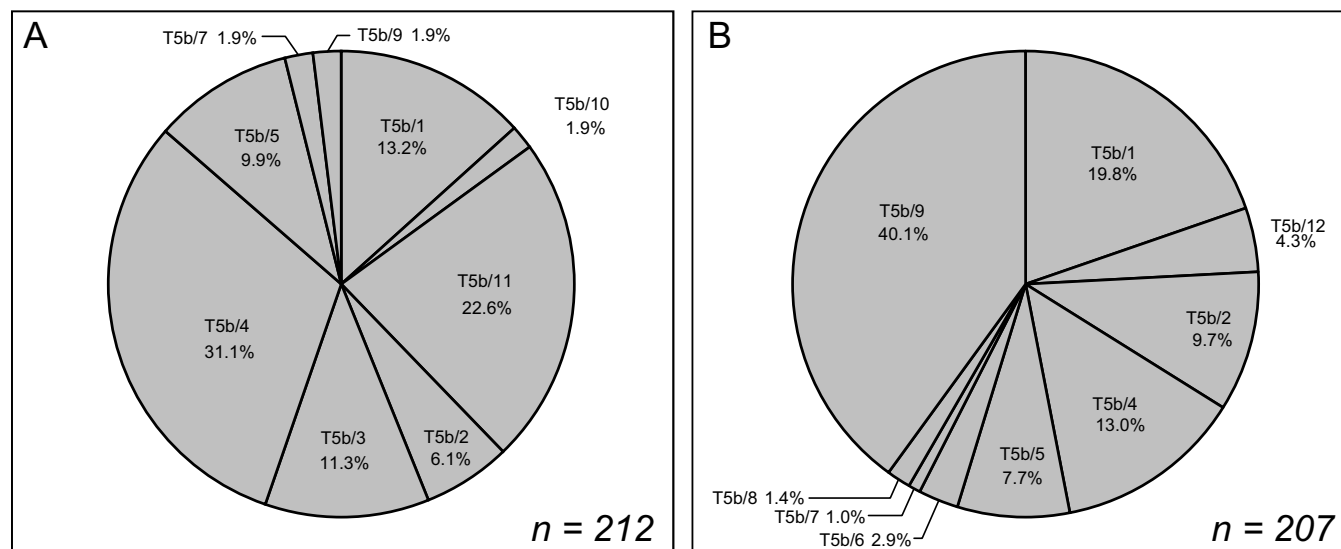 A
T5b/7 1.9%
T5b/9 1.9%
T5b/1
13.2%
T5b/10
1.9%
T5b/11
22.6%
T5b/2
6.1%
T5b/3
11.3%
T5b/4
31.1%
T5b/5
9.9%
n = 212
B
T5b/1
19.8%
T5b/12
4.3%
T5b/2
9.7%
T5b/4
13.0%
T5b/5
7.7%
T5b/6 2.9%
T5b/7 1.0%
T5b/8 1.4%
T5b/9
40.1%
n = 207